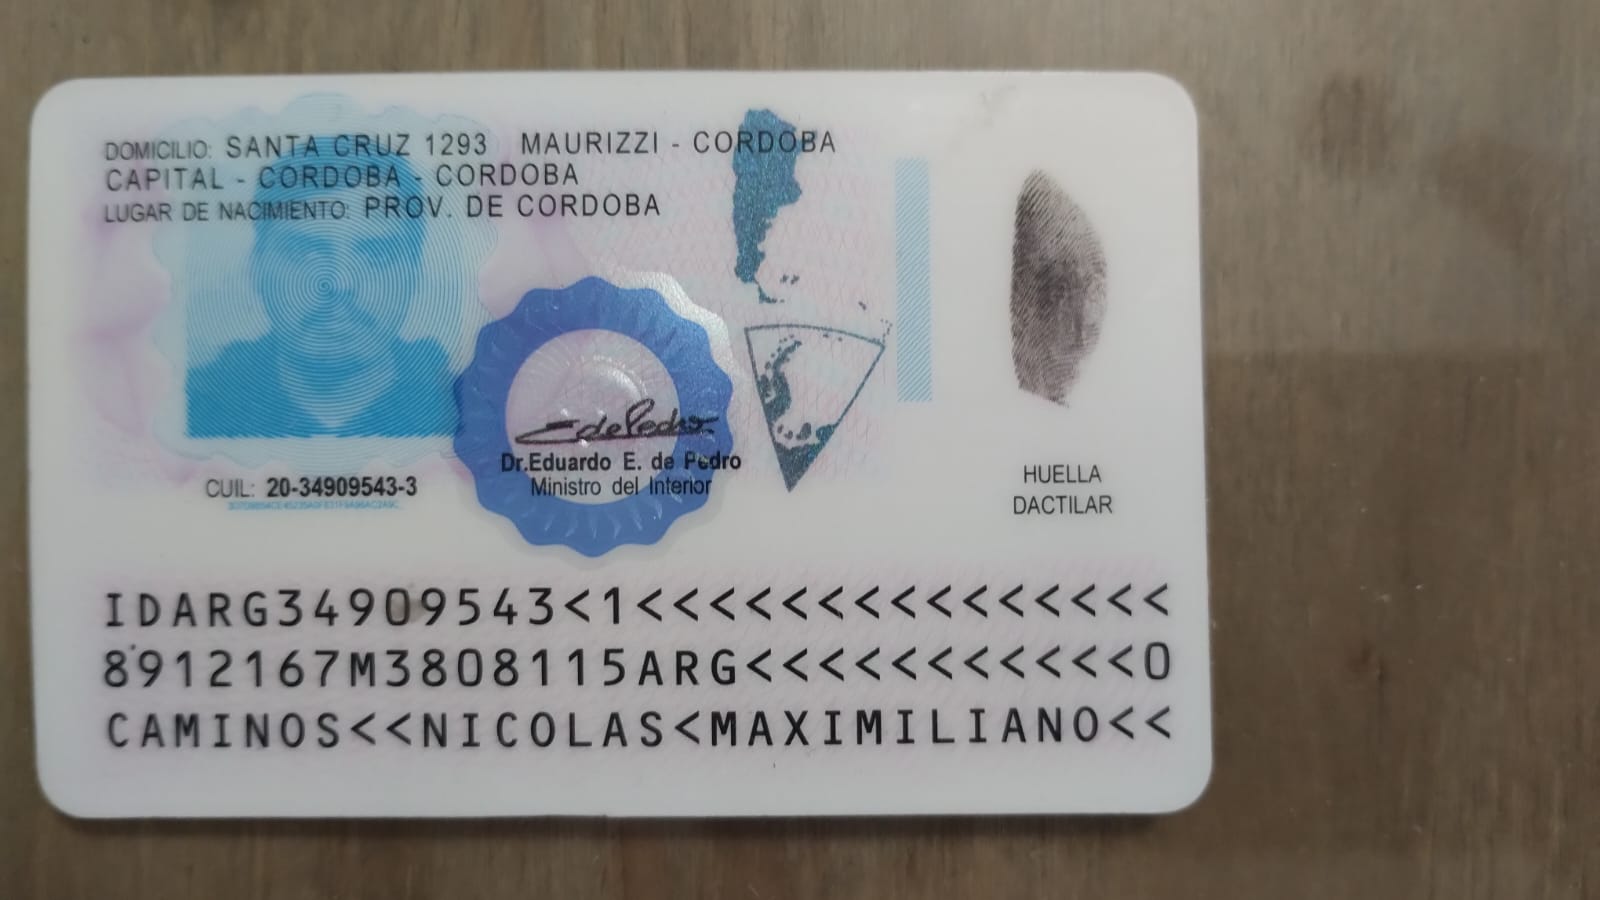 DOMICILIO: SANTA CRUZ 1293 MAURIZZI - CORDOBA
CAPITAL - CORDOBA - CORDOBA
LUGAR DE NACIMIENTO: PROV. DE CORDOBA
EdePedro
Dr.Eduardo E. de Pedro
Ministro del Interior
CUIL: 20-34909543-3
HUELLA
DACTILAR
IDARG34909543<1<<<<<<<<<<<<<<<
8912167M3808115ARG<<<<<<<<<<<0
CAMINOS<<NICOLAS<MAXIMILIANO<<